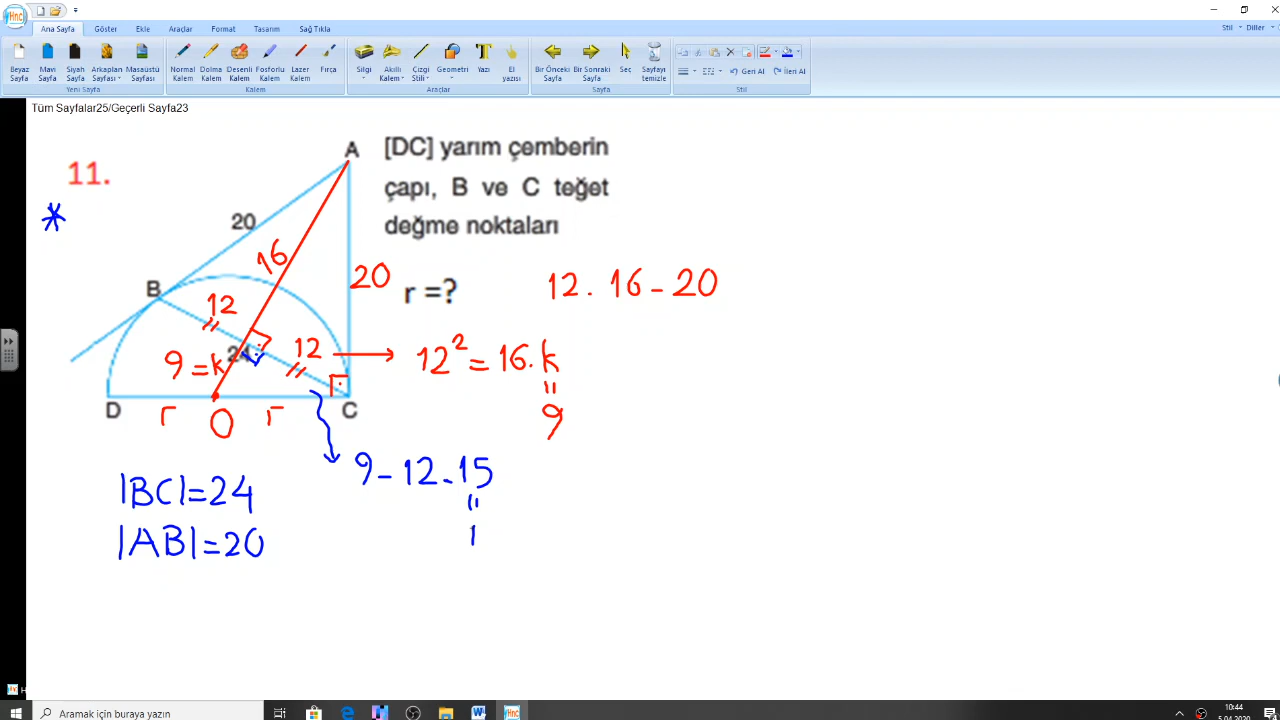 Ana Sayfa Göster Ekle Araçlar Format Tasarım Sağ Tıkla
Stil Diller
Beyaz Sayfa Mavi Sayfa Siyah Sayfa Arkaplan Sayfası Masaüstü Sayfası
Normal Kalem Dolma Kalem Desenli Kalem Fosforlu Kalem Lazer Kalem Fırça
Silgi Akıllı Kalem Çizgi Stili Geometri Yazı El yazısı
Bir Önceki Sayfa Bir Sonraki Sayfa Seç Sayfayı temizle
Geri Al İleri Al
Yeni Sayfa Kalem Araçlar Sayfa Stil
Tüm Sayfalar25/Geçerli Sayfa23
11.
*
[DC] yarım çemberin
çapı, B ve C teğet
değme noktaları
r =?
A
20
16
20
B
12
24
12
9 = k
D r O r C
12 . 16 - 20
12² = 16.k
"
9
9 - 12 - 15
"
|BC|=24
|AB|=20
Aramak için buraya yazın
10:44
5.04.2020